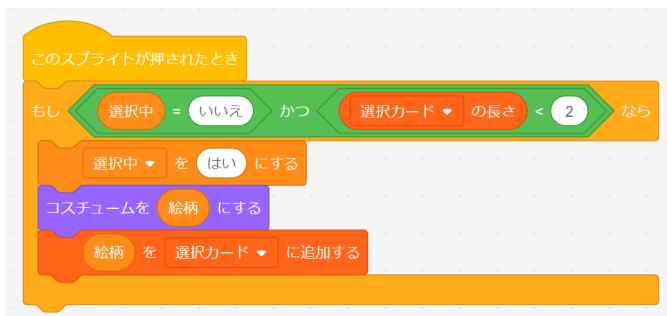 このスプライトが押されたとき
もし 選択中 = いいえ かつ 選択カード の長さ < 2 なら
選択中 を はい にする
コスチュームを 絵柄 にする
絵柄 を 選択カード に追加する